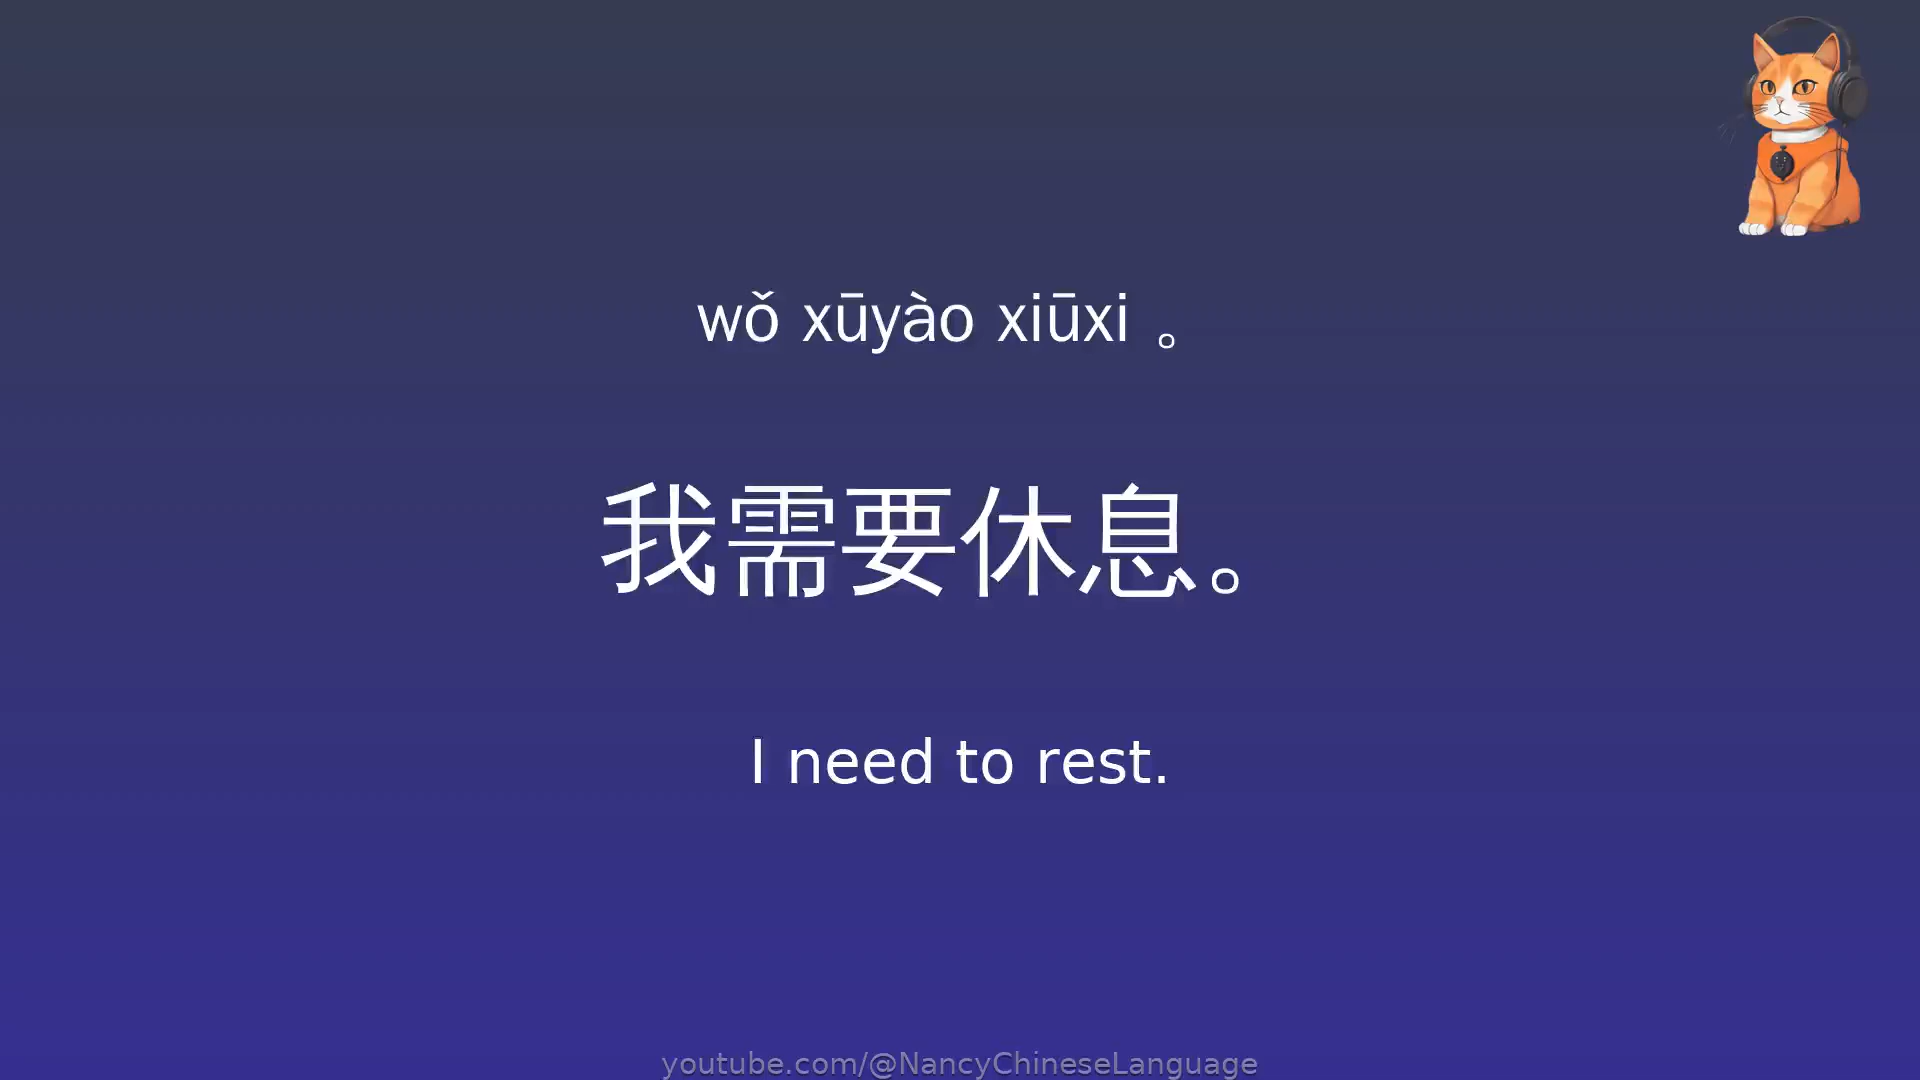 wǒ xūyào xiūxi 。
我需要休息。
I need to rest.
youtube.com/@NancyChineseLanguage